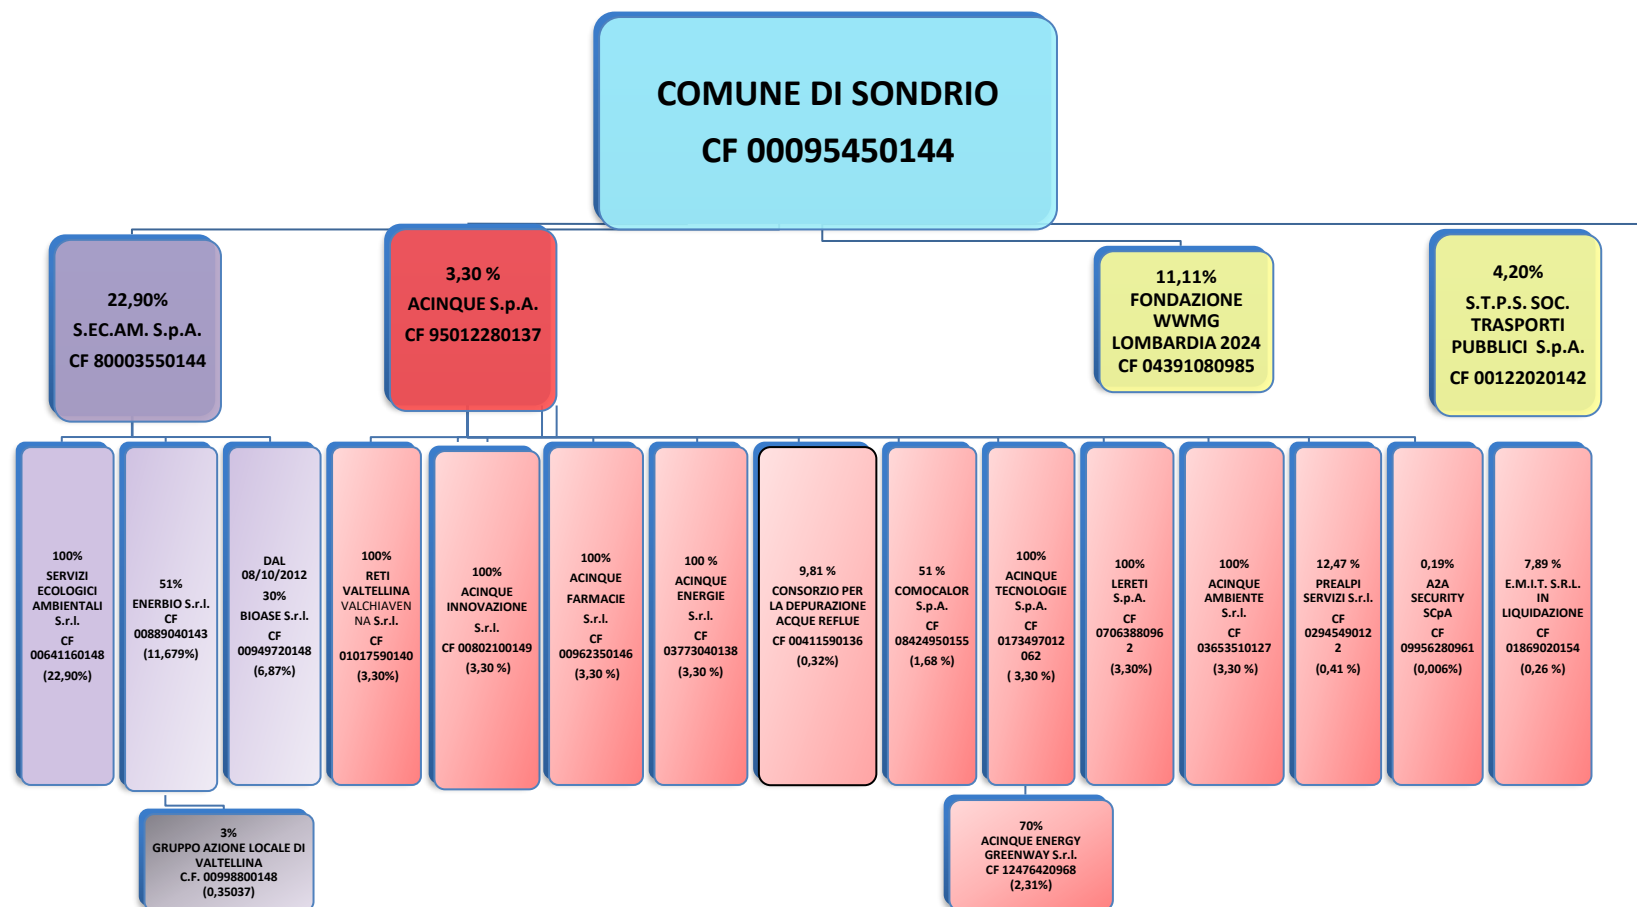 COMUNE DI SONDRIO
CF 00095450144
22,90%
S.EC.AM. S.p.A.
CF 80003550144
3,30 %
ACINQUE S.p.A.
CF 95012280137
11,11%
FONDAZIONE
WWMG
LOMBARDIA 2024
CF 04391080985
4,20%
S.T.P.S. SOC.
TRASPORTI
PUBBLICI S.p.A.
CF 00122020142
100%
SERVIZI
ECOLOGICI
AMBIENTALI
S.r.l.
CF
00641160148
(22,90%)
51%
ENERBIO S.r.l.
CF
00889040143
(11,679%)
DAL
08/10/2012
30%
BIOASE S.r.l.
CF
00949720148
(6,87%)
100%
RETI
VALTELLINA
VALCHIAVEN
NA S.r.l.
CF
01017590140
(3,30%)
100%
ACINQUE
INNOVAZIONE
S.r.l.
CF 00802100149
(3,30 %)
100%
ACINQUE
FARMACIE
S.r.l.
CF
00962350146
(3,30 %)
100 %
ACINQUE
ENERGIE
S.r.l.
CF
03773040138
(3,30 %)
9,81 %
CONSORZIO PER
LA DEPURAZIONE
ACQUE REFLUE
CF 00411590136
(0,32%)
51 %
COMOCALOR
S.p.A.
CF
08424950155
(1,68 %)
100%
ACINQUE
TECNOLOGIE
S.p.A.
CF
0173497012
062
( 3,30 %)
100%
LERETI
S.p.A.
CF
0706388096
2
(3,30%)
100%
ACINQUE
AMBIENTE
S.r.l.
CF
03653510127
(3,30 %)
12,47 %
PREALPI
SERVIZI S.r.l.
CF
0294549012
2
(0,41 %)
0,19%
A2A
SECURITY
SCpA
CF
09956280961
(0,006%)
7,89 %
E.M.I.T. S.R.L.
IN
LIQUIDAZIONE
CF
01869020154
(0,26 %)
3%
GRUPPO AZIONE LOCALE DI
VALTELLINA
C.F. 00998800148
(0,35037)
70%
ACINQUE ENERGY
GREENWAY S.r.l.
CF 12476420968
(2,31%)